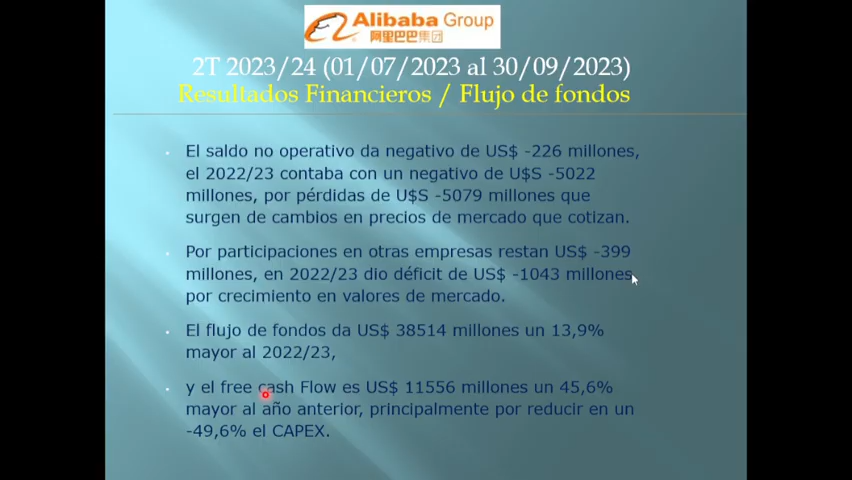 Alibaba Group
阿里巴巴集团
2T 2023/24 (01/07/2023 al 30/09/2023)
Resultados Financieros / Flujo de fondos
• El saldo no operativo da negativo de US$ -226 millones,
el 2022/23 contaba con un negativo de U$S -5022
millones, por pérdidas de U$S -5079 millones que
surgen de cambios en precios de mercado que cotizan.
• Por participaciones en otras empresas restan US$ -399
millones, en 2022/23 dio déficit de US$ -1043 millones
por crecimiento en valores de mercado.
• El flujo de fondos da US$ 38514 millones un 13,9%
mayor al 2022/23,
• y el free cash Flow es US$ 11556 millones un 45,6%
mayor al año anterior, principalmente por reducir en un
-49,6% el CAPEX.